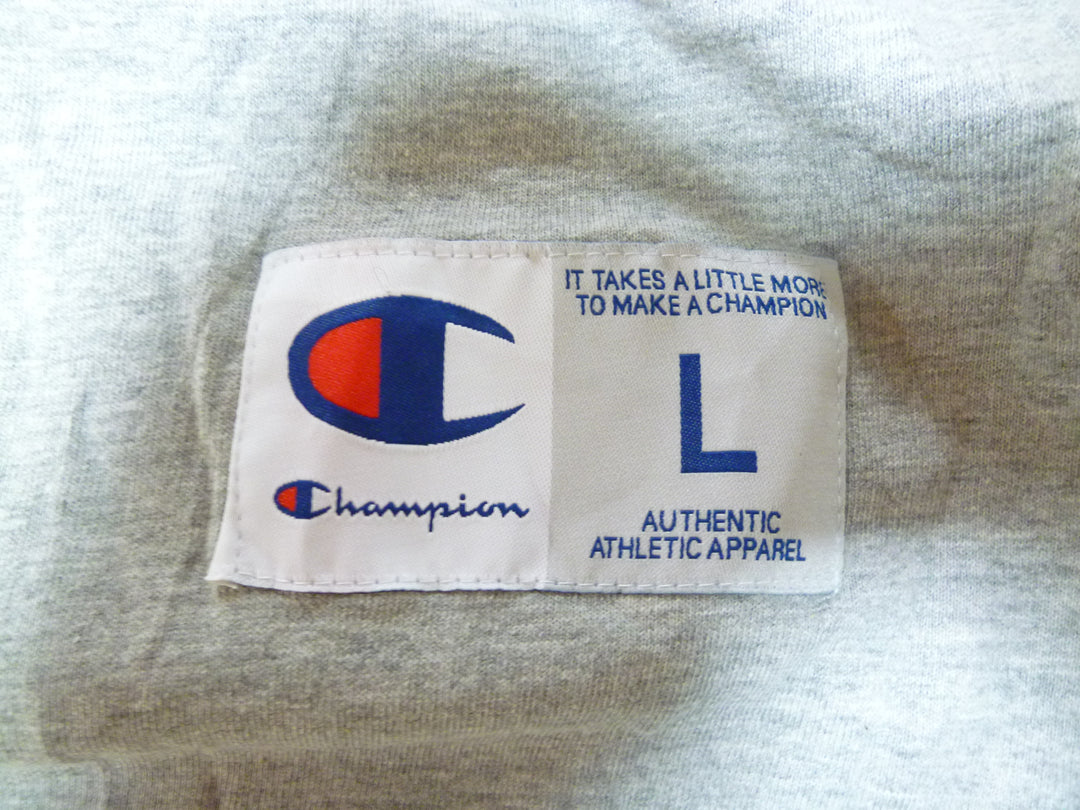 Champion
IT TAKES A LITTLE MORE
TO MAKE A CHAMPION
L
AUTHENTIC
ATHLETIC APPAREL